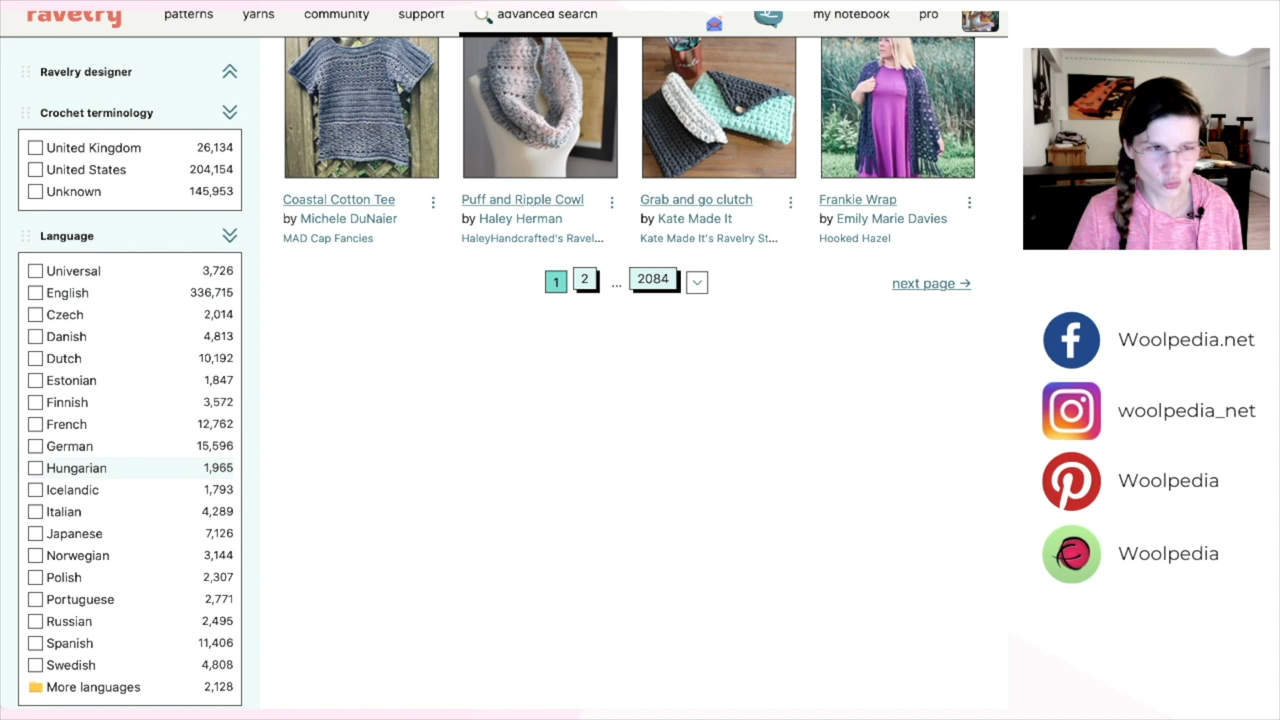 ravelry
patterns
yarns
community
support
advanced search
my notebook
pro
Ravelry designer
Crochet terminology
United Kingdom 26,134
United States 204,154
Unknown 145,953
Language
Universal 3,726
English 336,715
Czech 2,014
Danish 4,813
Dutch 10,192
Estonian 1,847
Finnish 3,572
French 12,762
German 15,596
Hungarian 1,965
Icelandic 1,793
Italian 4,289
Japanese 7,126
Norwegian 3,144
Polish 2,307
Portuguese 2,771
Russian 2,495
Spanish 11,406
Swedish 4,808
More languages 2,128
Coastal Cotton Tee
by Michele DuNaier
MAD Cap Fancies
Puff and Ripple Cowl
by Haley Herman
HaleyHandcrafted's Ravel...
Grab and go clutch
by Kate Made It
Kate Made It's Ravelry St...
Frankie Wrap
by Emily Marie Davies
Hooked Hazel
1 2 ... 2084
next page →
Woolpedia.net
woolpedia_net
Woolpedia
Woolpedia